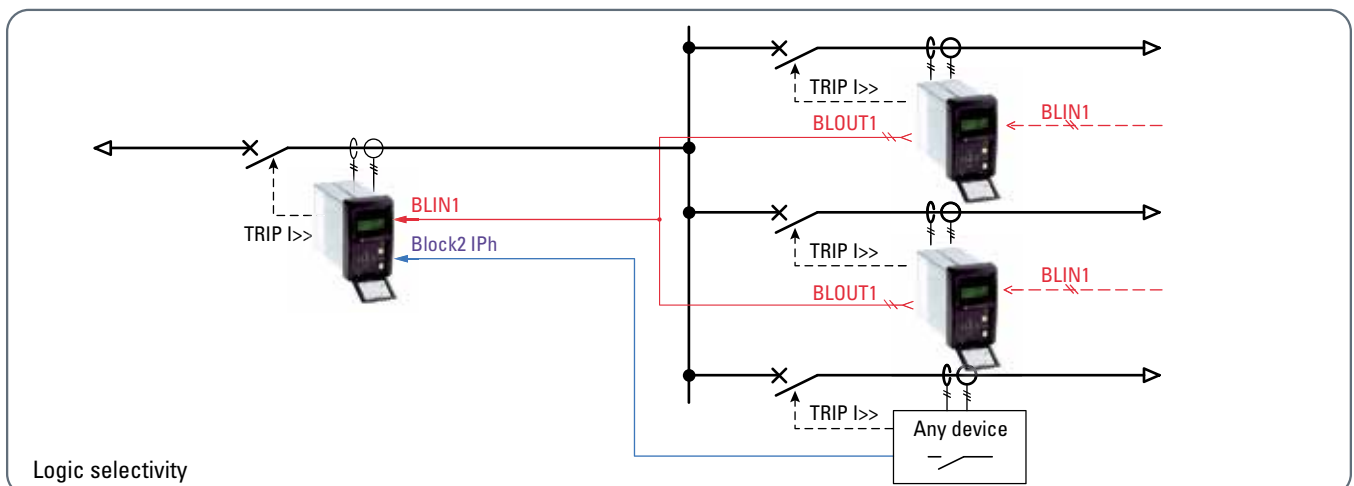 TRIP I>>
BLOUT1
BLIN1
BLIN1
TRIP I>>
Block2 IPh
TRIP I>>
BLIN1
BLOUT1
TRIP I>>
Any device
Logic selectivity